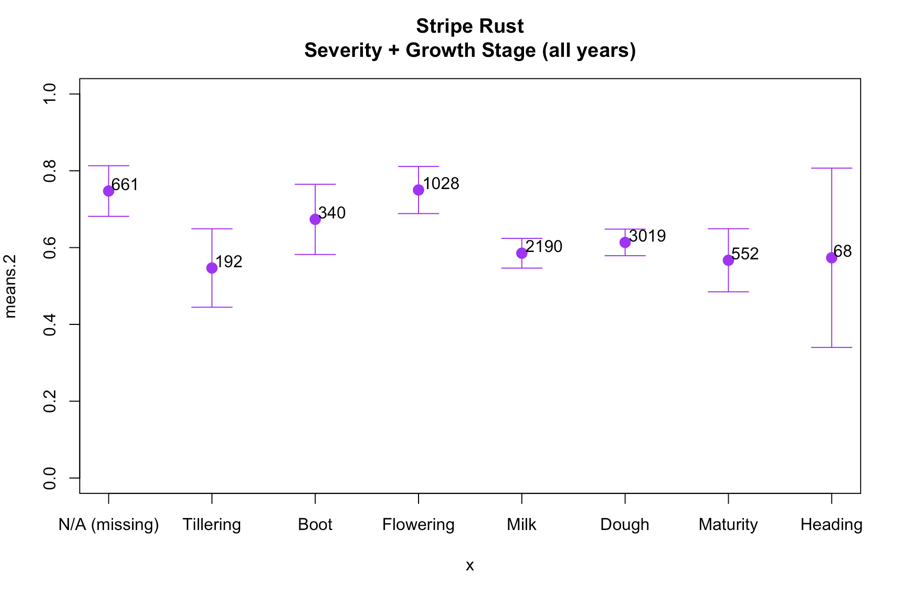 Stripe Rust
Severity + Growth Stage (all years)
means.2
1.0
0.8
0.6
0.4
0.2
0.0
661
192
340
1028
2190
3019
552
68
N/A (missing) Tillering Boot Flowering Milk Dough Maturity Heading
x